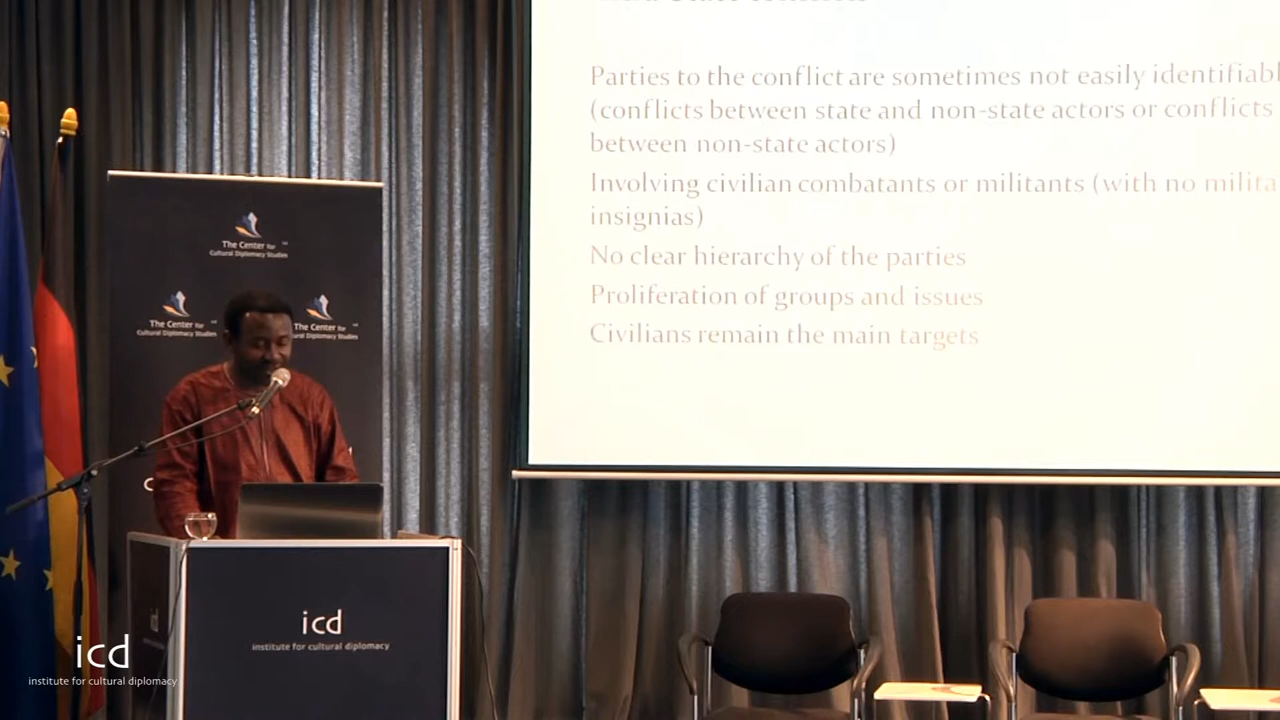 Parties to the conflict are sometimes not easily identifiabl
(conflicts between state and non-state actors or conflicts
between non-state actors)
Involving civilian combatants or militants (with no milita
insignias)
No clear hierarchy of the parties
Proliferation of groups and issues
Civilians remain the main targets
The Center for
Cultural Diplomacy Studies
The Center for
Cultural Diplomacy Studies
The Center for
Cultural Diplomacy Studies
icd
institute for cultural diplomacy
icd
institute for cultural diplomacy